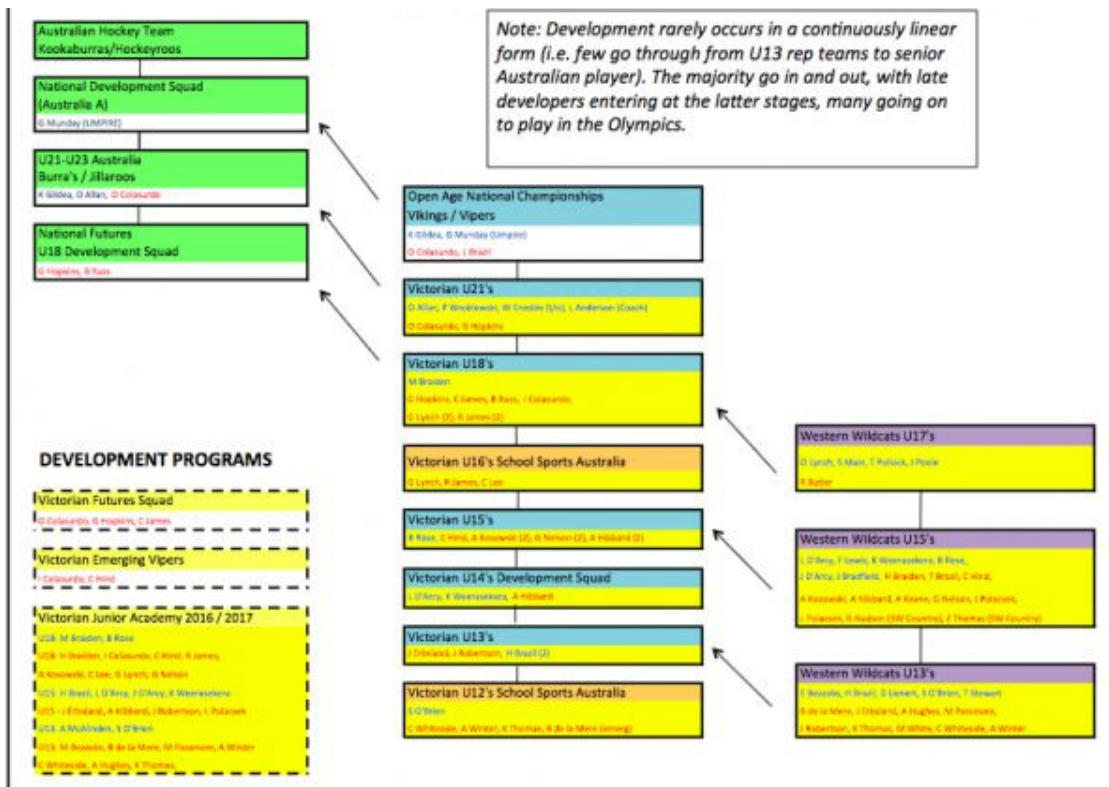 Australian Hockey Team
Kookaburras/Hockeyroos
National Development Squad
(Australia A)
G Munday (UMPIRE)
U21-U23 Australia
Burra's / Jillaroos
K Gildea, D Allan, O Colasurdo
National Futures
U18 Development Squad
G Hopkins, B Russ
Note: Development rarely occurs in a continuously linear
form (i.e. few go through from U13 rep teams to senior
Australian player). The majority go in and out, with late
developers entering at the latter stages, many going on
to play in the Olympics.
Open Age National Championships
Vikings / Vipers
K Gildea, G Munday (Umpire)
O Colasurdo, L Brazil
Victorian U21's
D Allan, P Wroblewski, W Crosbie (t/s), L Anderson (Coach)
O Colasurdo, G Hopkins
Victorian U18's
M Braiden
G Hopkins, C James, B Russ, I Colasurdo,
G Lynch (2), R James (2)
Victorian U16's School Sports Australia
G Lynch, R James, C Lee
Victorian U15's
B Rose, C Hind, A Kosowski (2), G Nelson (2), A Hibbard (2)
Victorian U14's Development Squad
L D'Arcy, K Weerasekera, A Hibbard
Victorian U13's
J Erbsland, J Robertson, H Brazil (2)
Victorian U12's School Sports Australia
S O'Brien
C Whiteside, A Winter, K Thomas, B de la Mere (emerg)
Western Wildcats U17's
D Lynch, S Main, T Pollock, J Poole
R Butler
Western Wildcats U15's
L D'Arcy, T Lewis, K Weerasekera, B Rose,
J D'Arcy, J Bradfield, H Braiden, T Brazil, C Hind,
A Kosowski, A Hibbard, A Keane, G Nelson, J Polacsek,
L Polacsek, R Hudson (SW Country), Z Thomas (SW Country)
Western Wildcats U13's
Bozzobo, H Brazil, D Lienert, S O'Brien, T Stewart
B de la Mere, J Erbsland, A Hughes, M Passmore,
J Robertson, K Thomas, M White, C Whiteside, A Winter
DEVELOPMENT PROGRAMS
Victorian Futures Squad
O Colasurdo, G Hopkins, C James
Victorian Emerging Vipers
I Colasurdo, C Hind
Victorian Junior Academy 2016 / 2017
U18: M Braiden, B Rose
U18: H Braiden, I Colasurdo, C Hind, R James,
A Kosowski, C Lee, G Lynch, G Nelson
U15: H Brazil, L D'Arcy, J D'Arcy, K Weerasekera
U15 - J Erbsland, A Hibbard, J Robertson, L Polacsek
U13: A McAlinden, S O'Brien
U13: M Bozzobo, B de la Mere, M Passmore, A Winter
C Whiteside, A Hughes, K Thomas,